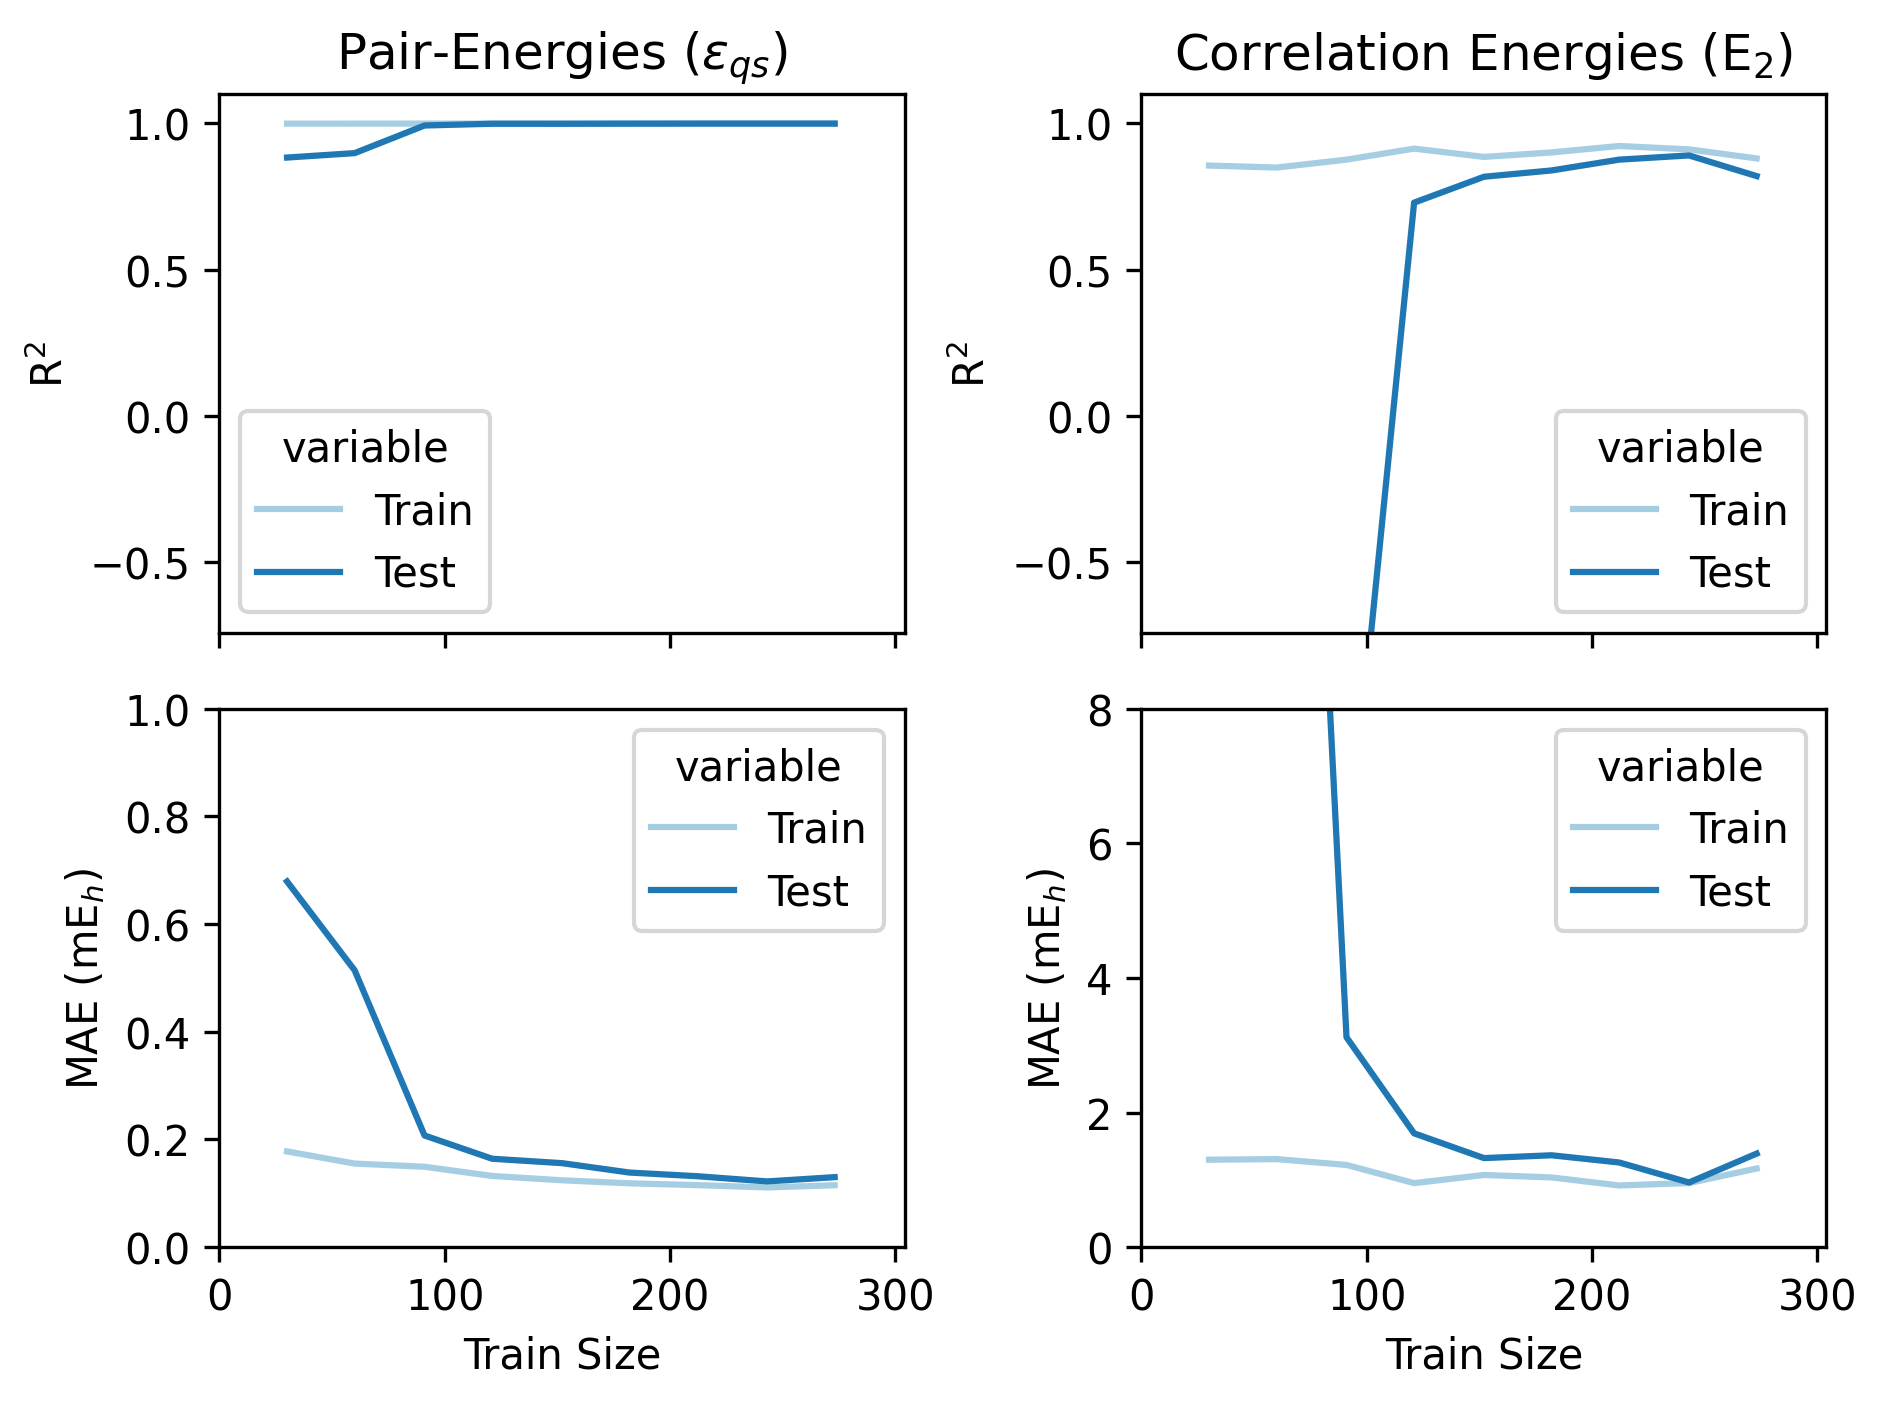 Pair-Energies (εqs)
1.0
0.5
0.0
−0.5
R²
variable
Train
Test
Correlation Energies (E₂)
1.0
0.5
0.0
−0.5
R²
variable
Train
Test
1.0
0.8
0.6
0.4
0.2
0.0
MAE (mEₕ)
variable
Train
Test
0 100 200 300
Train Size
8
6
4
2
0
MAE (mEₕ)
variable
Train
Test
0 100 200 300
Train Size